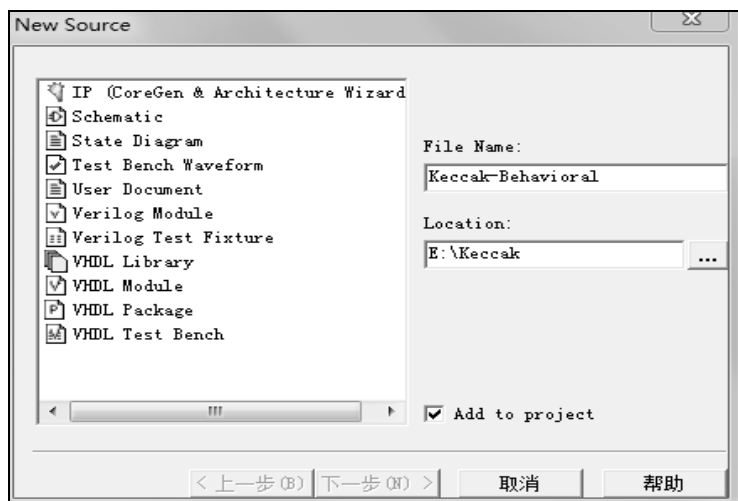 New Source
IP (CoreGen & Architecture Wizard
Schematic
State Diagram
Test Bench Waveform
User Document
Verilog Module
Verilog Test Fixture
VHDL Library
VHDL Module
VHDL Package
VHDL Test Bench
File Name:
Keccak-Behavioral
Location:
E:\Keccak
...
Add to project
< 上一步(B)
下一步(N) >
取消
帮助